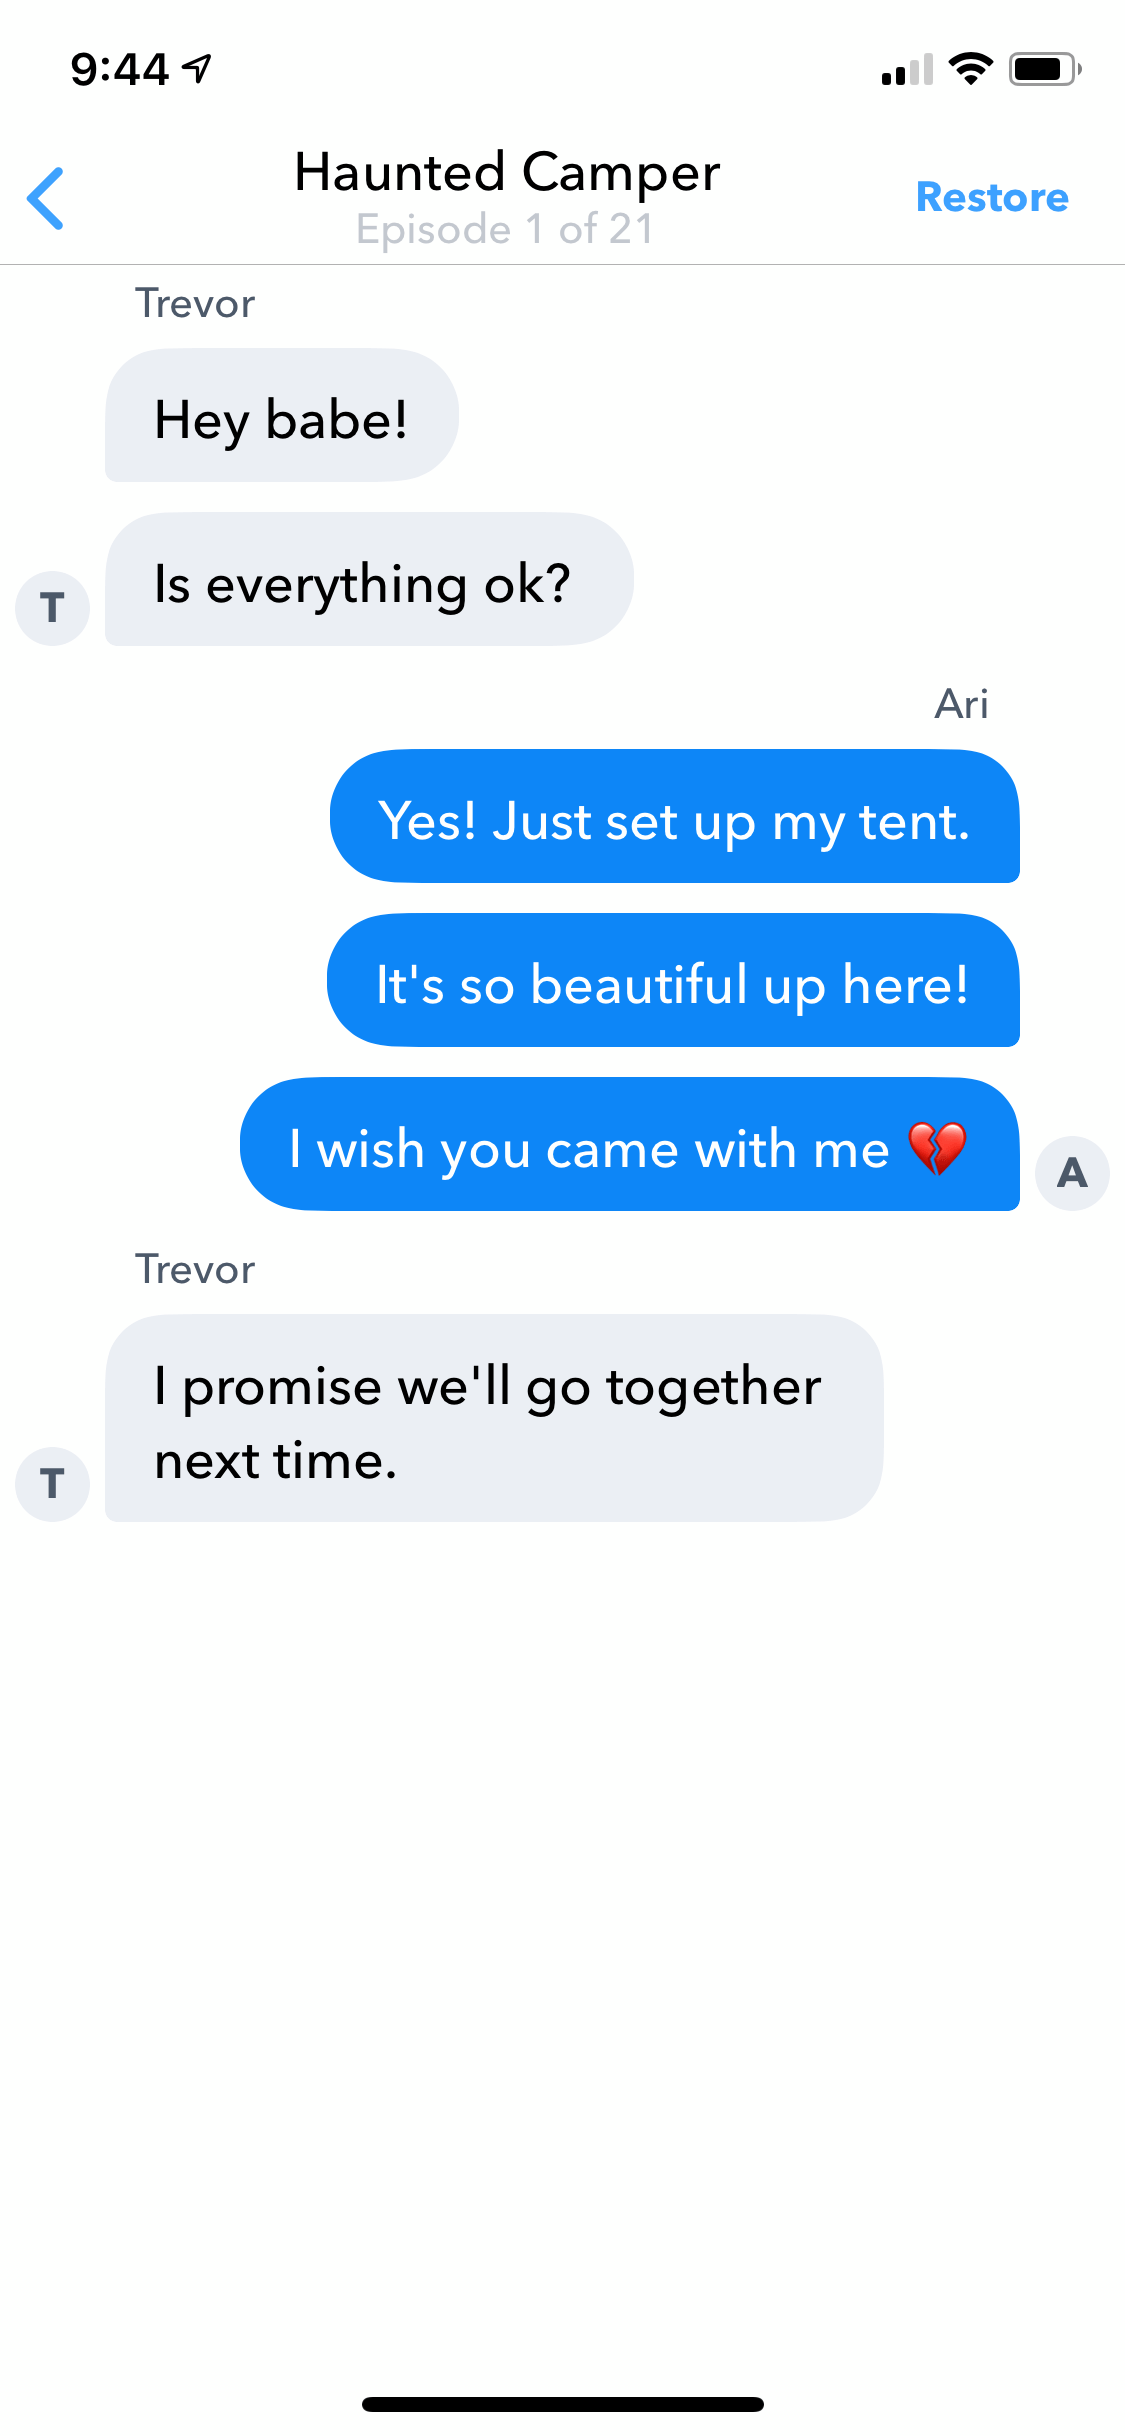 9:44
Haunted Camper
Episode 1 of 21
Restore
Trevor
Hey babe!
Is everything ok?
T
Ari
Yes! Just set up my tent.
It's so beautiful up here!
I wish you came with me 💔
A
Trevor
I promise we'll go together
next time.
T